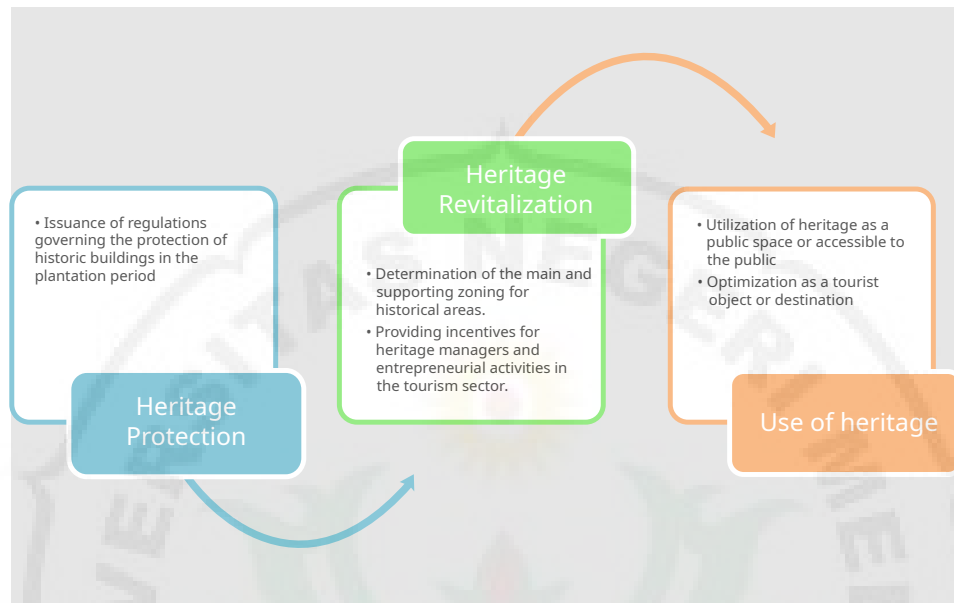 • Issuance of regulations
governing the protection of
historic buildings in the
plantation period
Heritage
Protection
Heritage
Revitalization
• Determination of the main and
supporting zoning for
historical areas.
• Providing incentives for
heritage managers and
entrepreneurial activities in
the tourism sector.
• Utilization of heritage as a
public space or accessible to
the public
• Optimization as a tourist
object or destination
Use of heritage
VERSITAS NEGERI ME